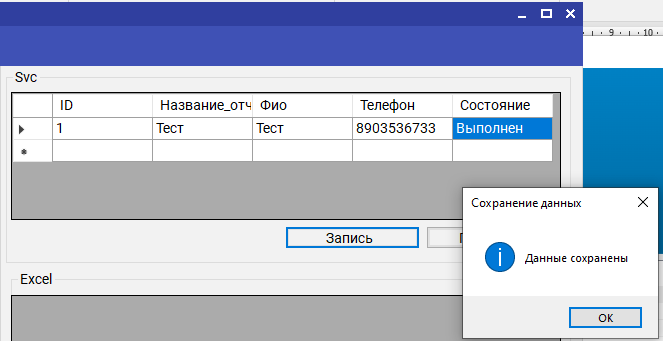 9 10
Svc
ID Название_отч Фио Телефон Состояние
1 Тест Тест 8903536733 Выполнен
Сохранение данных
Данные сохранены
Запись
OK
Excel